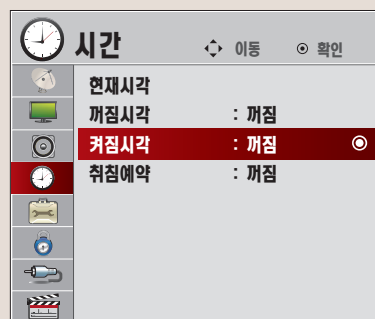 시간 이동 확인
현재시각
꺼짐시각 : 꺼짐
켜짐시각 : 꺼짐
취침예약 : 꺼짐